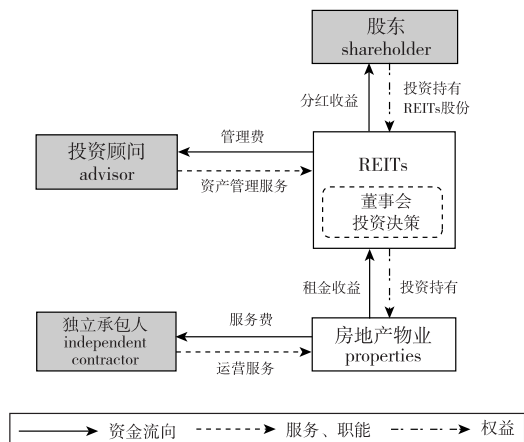 股东
shareholder
分红收益
投资持有
REITs股份
投资顾问
advisor
管理费
资产管理服务
REITs
董事会
投资决策
租金收益
投资持有
独立承包人
independent
contractor
服务费
运营服务
房地产物业
properties
资金流向
服务、职能
权益